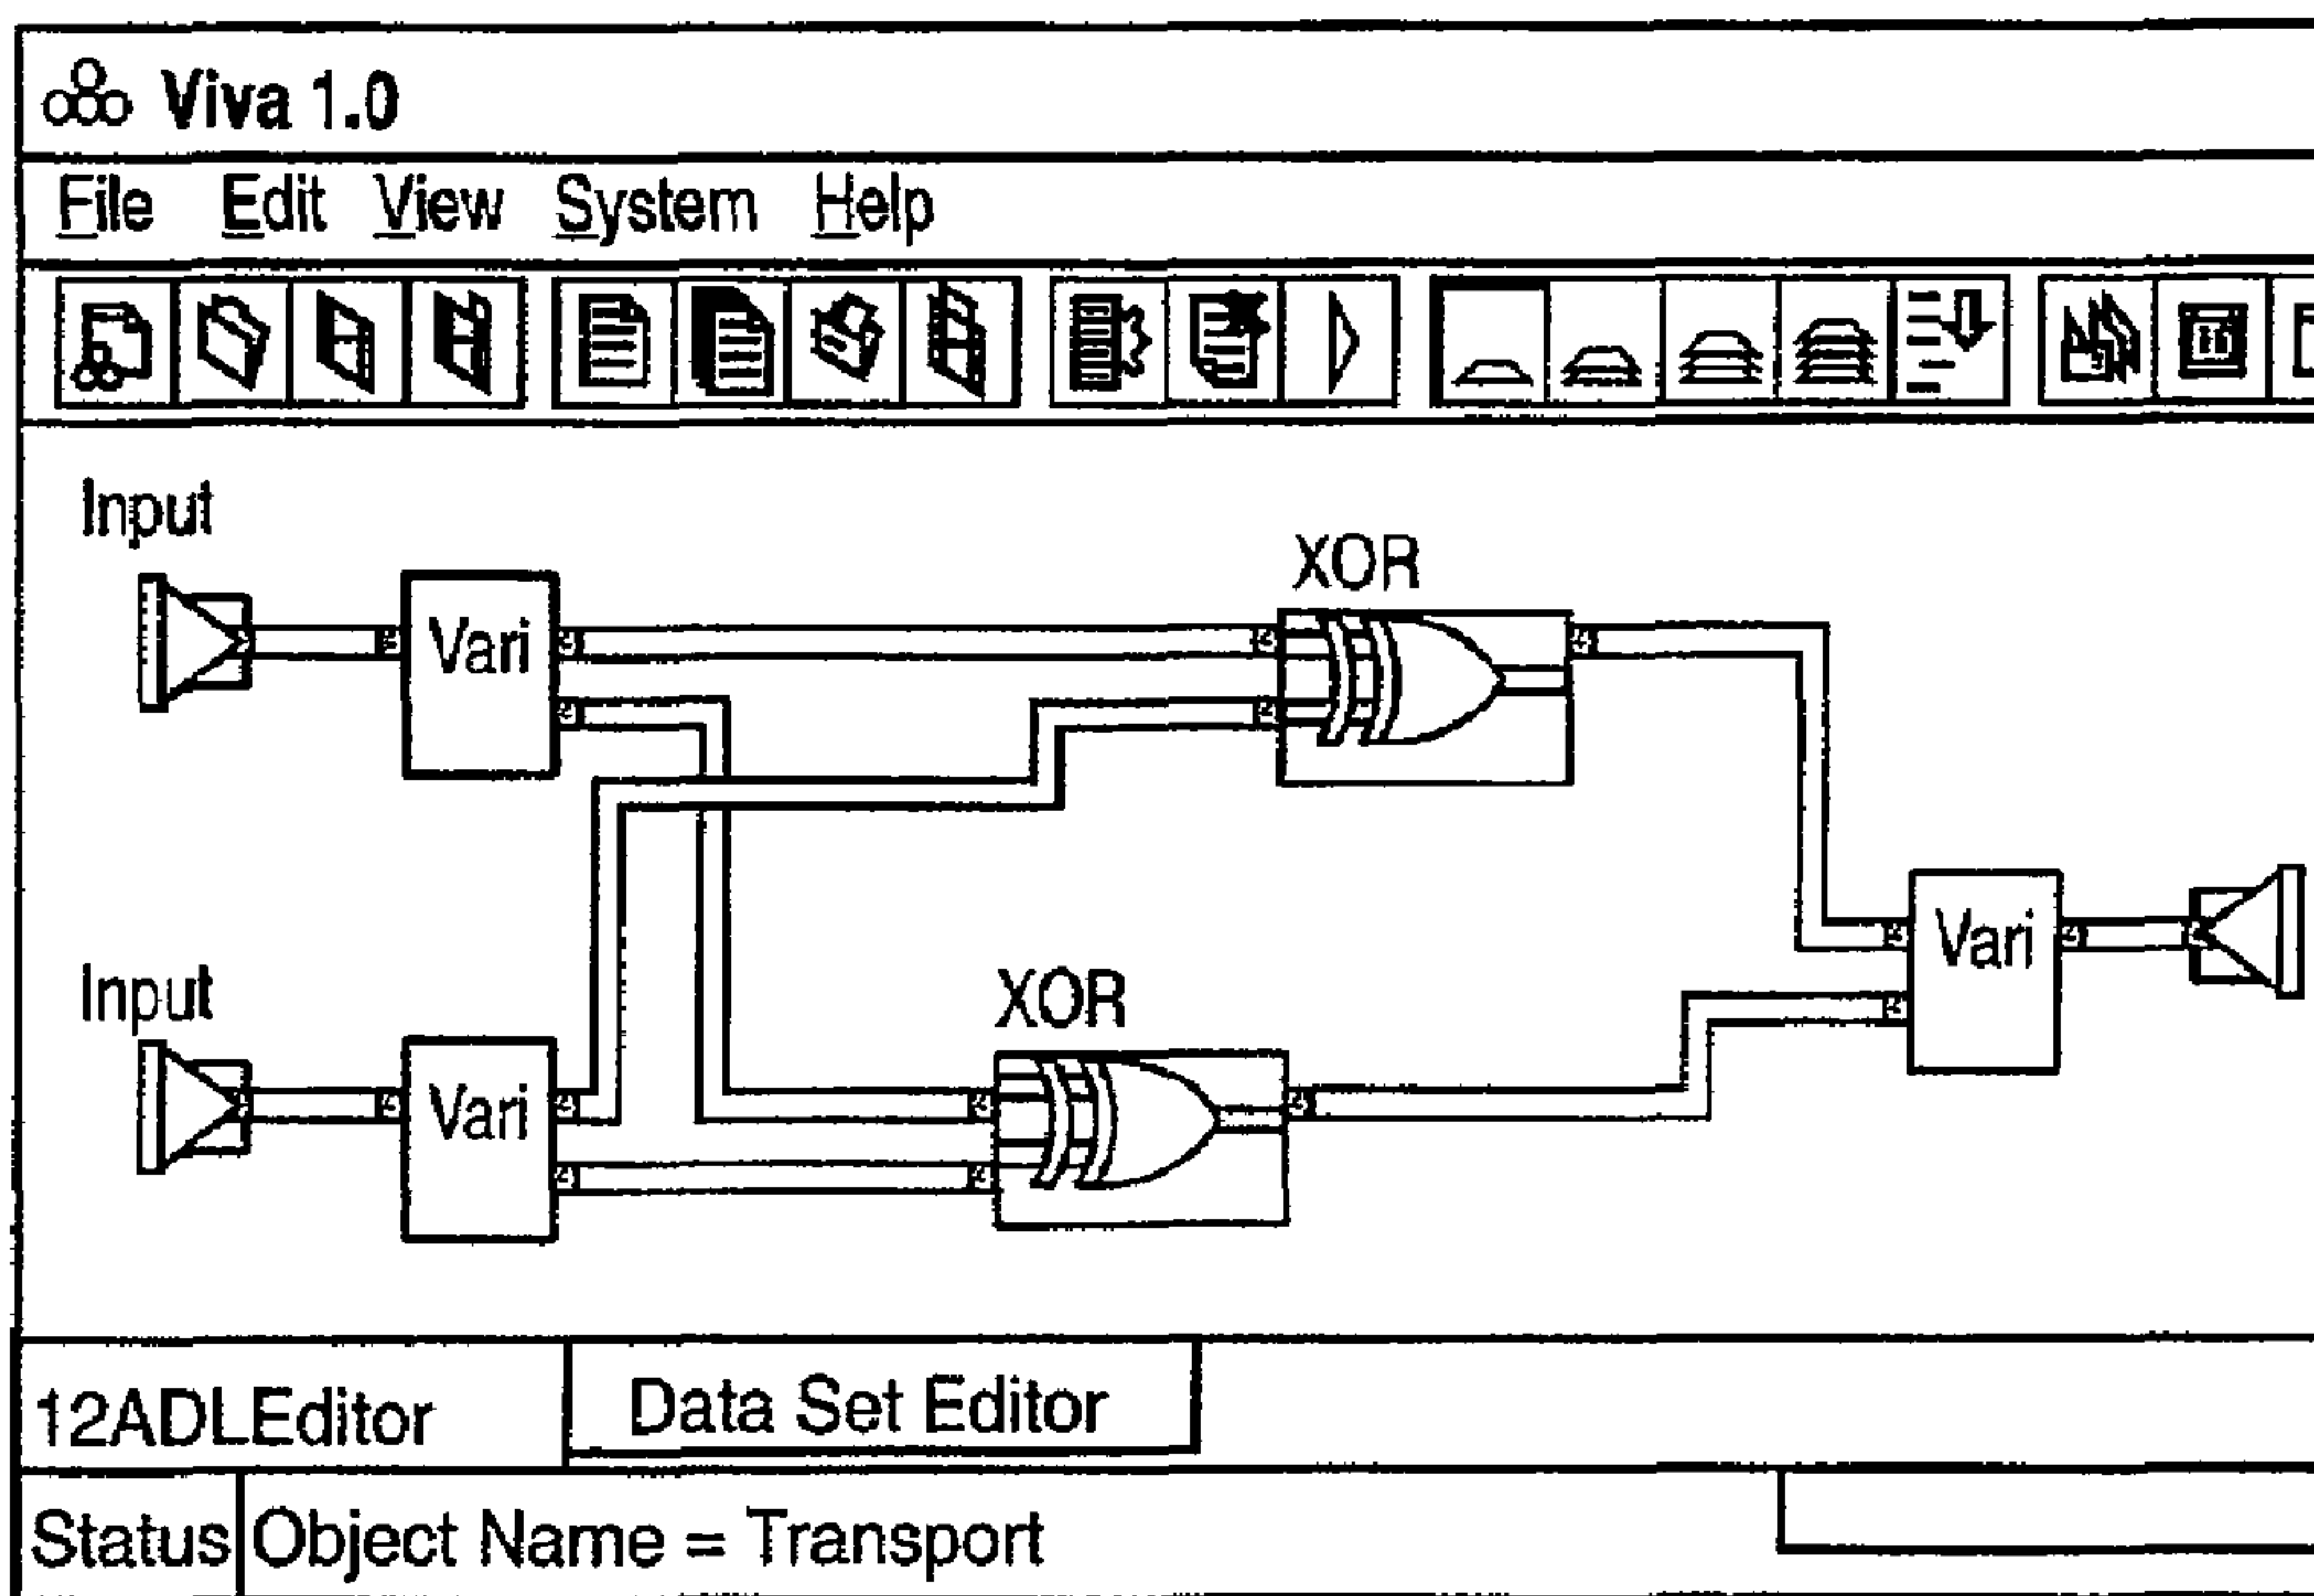 Viva 1.0
File Edit View System Help
Input
XOR
Vari
Vari
Input
XOR
Vari
12ADLEditor Data Set Editor
Status Object Name = Transport